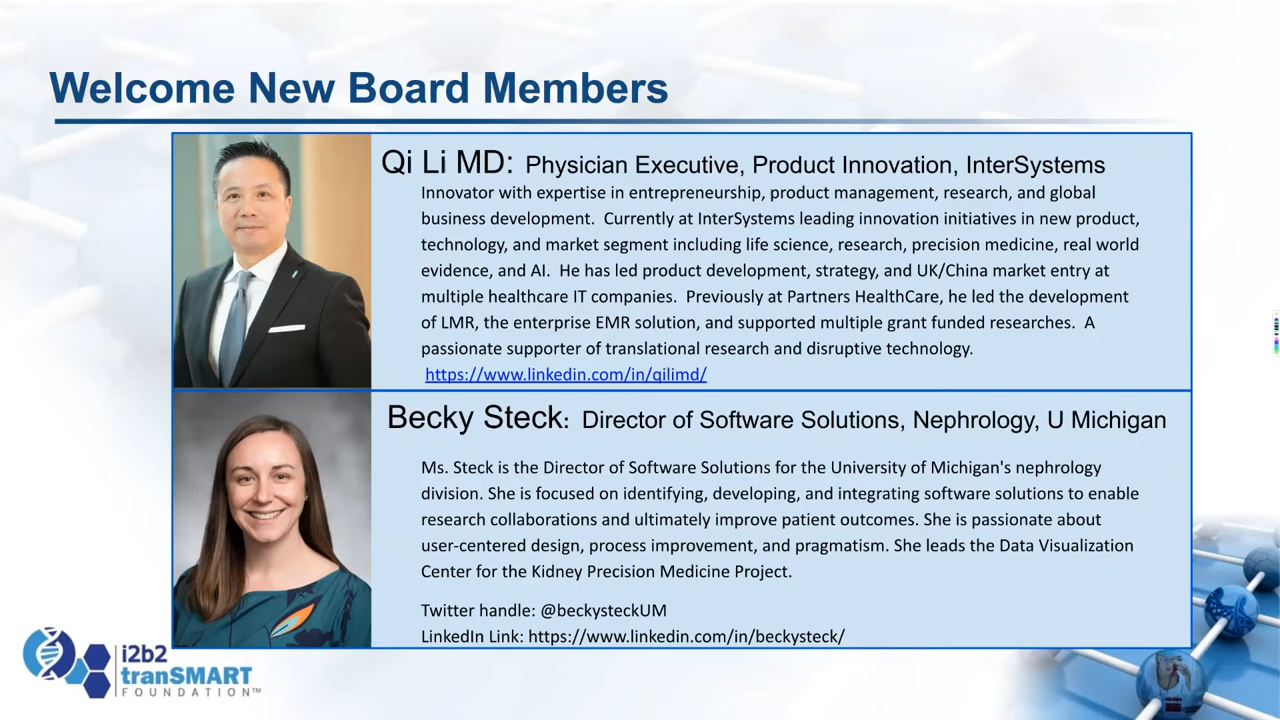 Welcome New Board Members
Qi Li MD: Physician Executive, Product Innovation, InterSystems
Innovator with expertise in entrepreneurship, product management, research, and global
business development. Currently at InterSystems leading innovation initiatives in new product,
technology, and market segment including life science, research, precision medicine, real world
evidence, and AI. He has led product development, strategy, and UK/China market entry at
multiple healthcare IT companies. Previously at Partners HealthCare, he led the development
of LMR, the enterprise EMR solution, and supported multiple grant funded researches. A
passionate supporter of translational research and disruptive technology.
https://www.linkedin.com/in/qilimd/
Becky Steck: Director of Software Solutions, Nephrology, U Michigan
Ms. Steck is the Director of Software Solutions for the University of Michigan's nephrology
division. She is focused on identifying, developing, and integrating software solutions to enable
research collaborations and ultimately improve patient outcomes. She is passionate about
user-centered design, process improvement, and pragmatism. She leads the Data Visualization
Center for the Kidney Precision Medicine Project.
Twitter handle: @beckysteckUM
LinkedIn Link: https://www.linkedin.com/in/beckysteck/
i2b2
tranSMART
FOUNDATION™